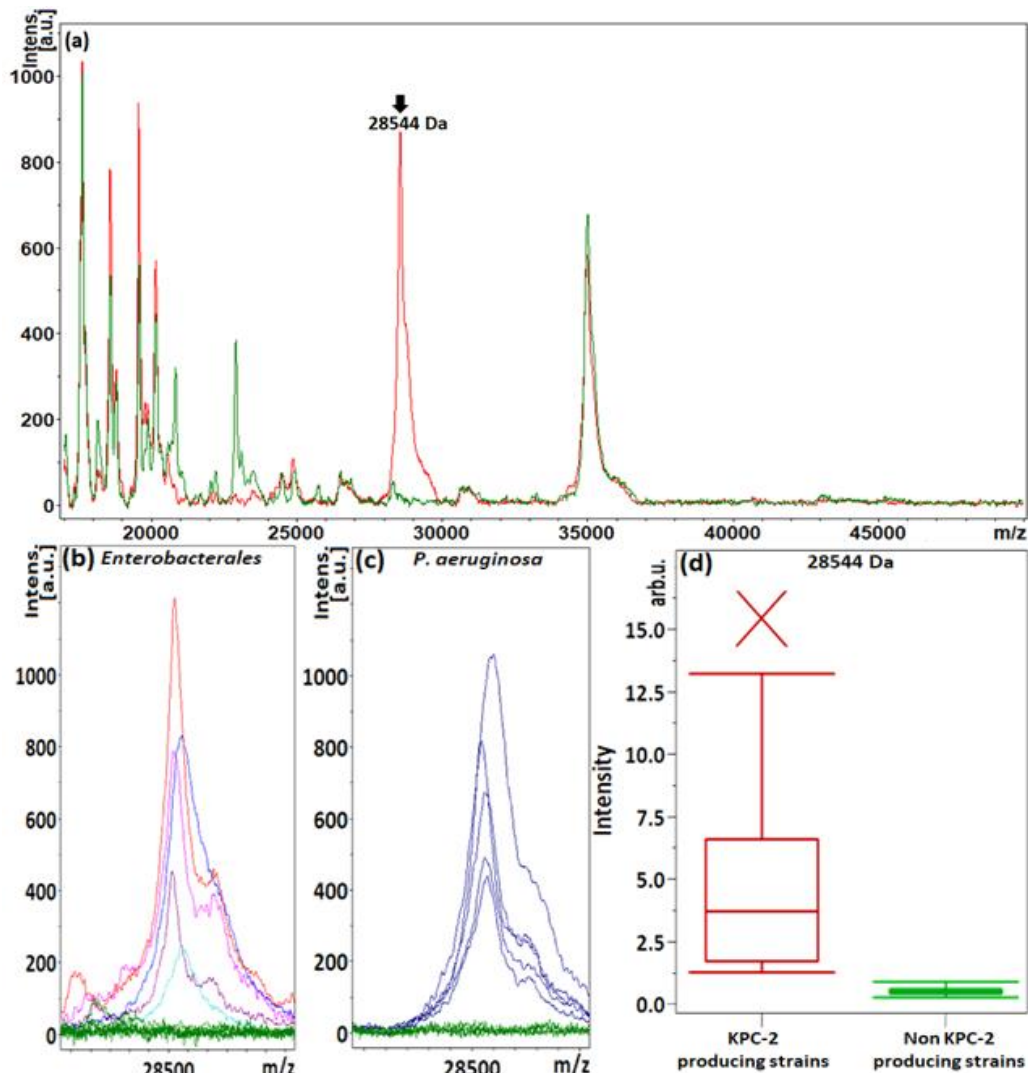 Intens.
[a.u.]
(a)
1000
800
600
400
200
0
28544 Da
20000
25000
30000
35000
40000
45000
m/z
(b) Enterobacterales
Intens.
[a.u.]
1000
800
600
400
200
0
28500
m/z
(c) P. aeruginosa
Intens.
[a.u.]
1000
800
600
400
200
0
28500
m/z
(d) 28544 Da
arb.u.
Intensity
15.0
12.5
10.0
7.5
5.0
2.5
0.0
KPC-2
producing strains
Non KPC-2
producing strains